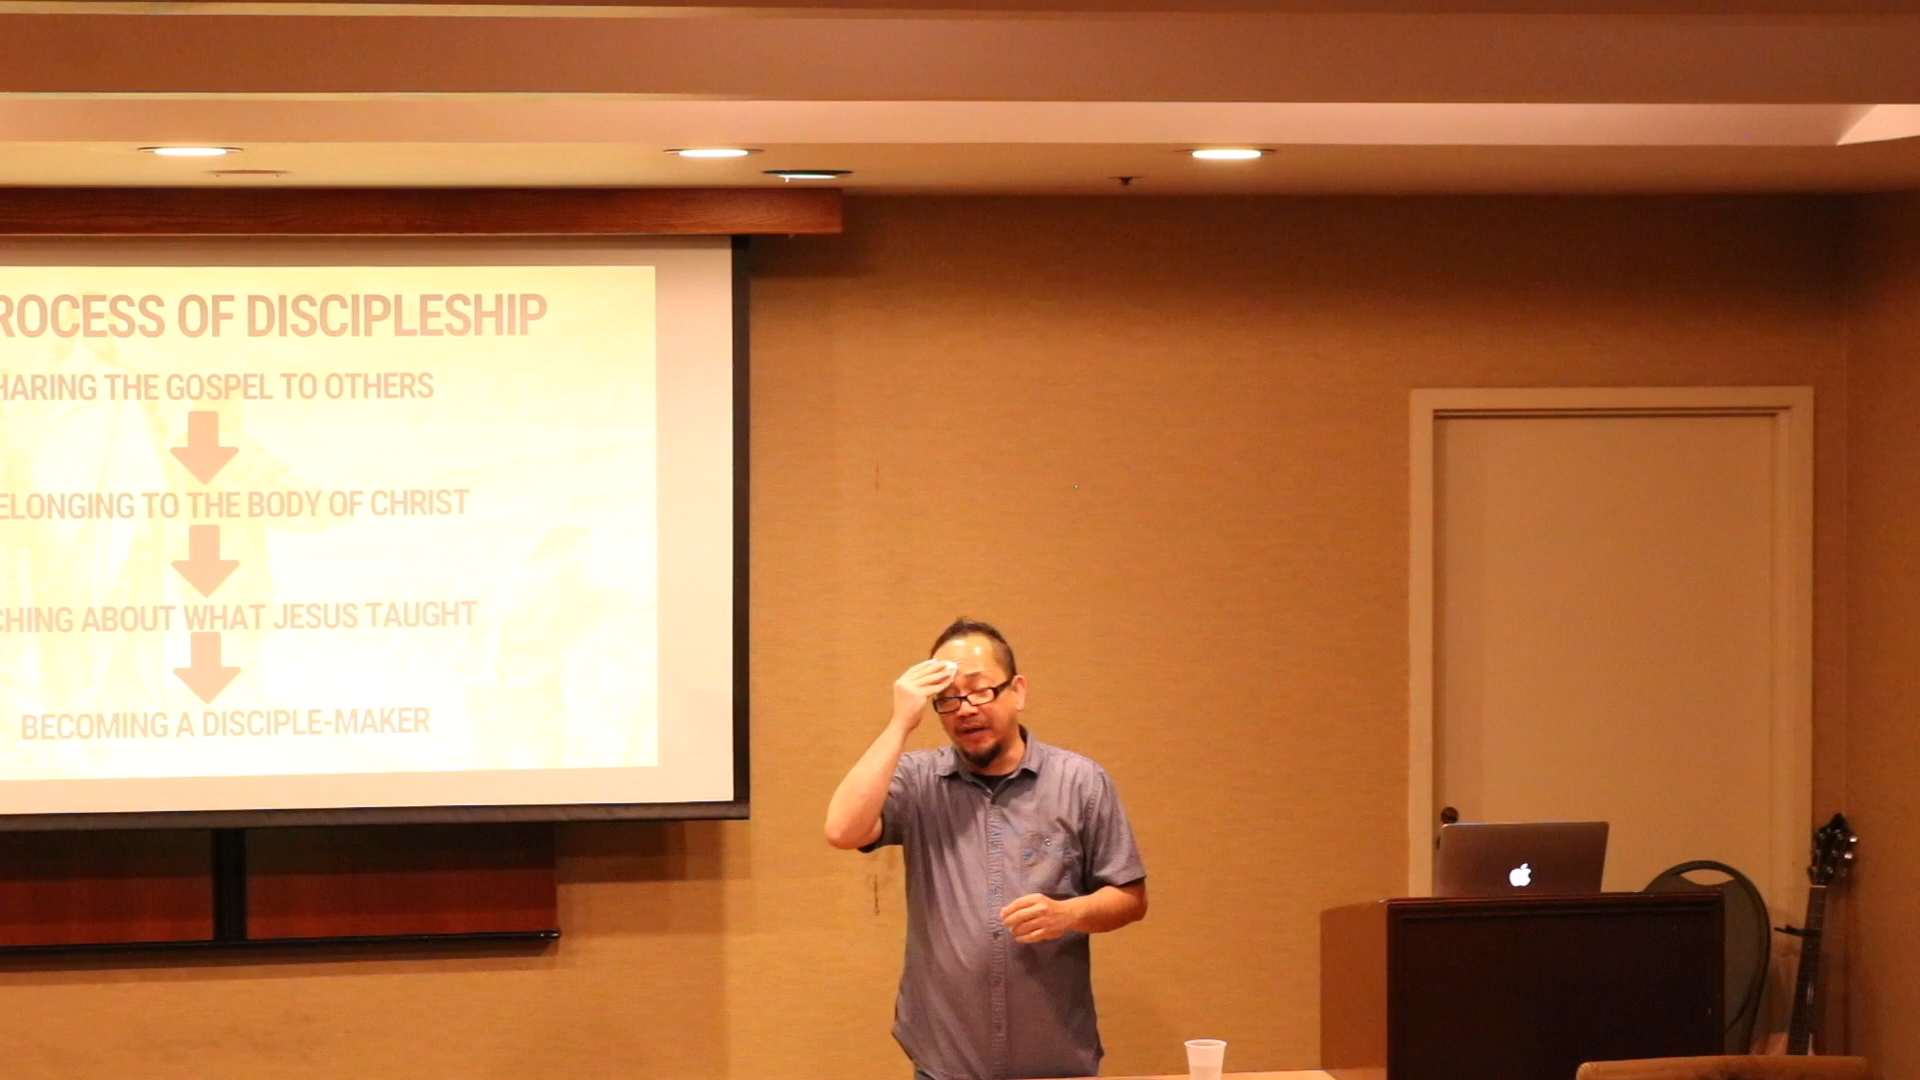 ROCESS OF DISCIPLESHIP
HARING THE GOSPEL TO OTHERS
ELONGING TO THE BODY OF CHRIST
CHING ABOUT WHAT JESUS TAUGHT
BECOMING A DISCIPLE-MAKER